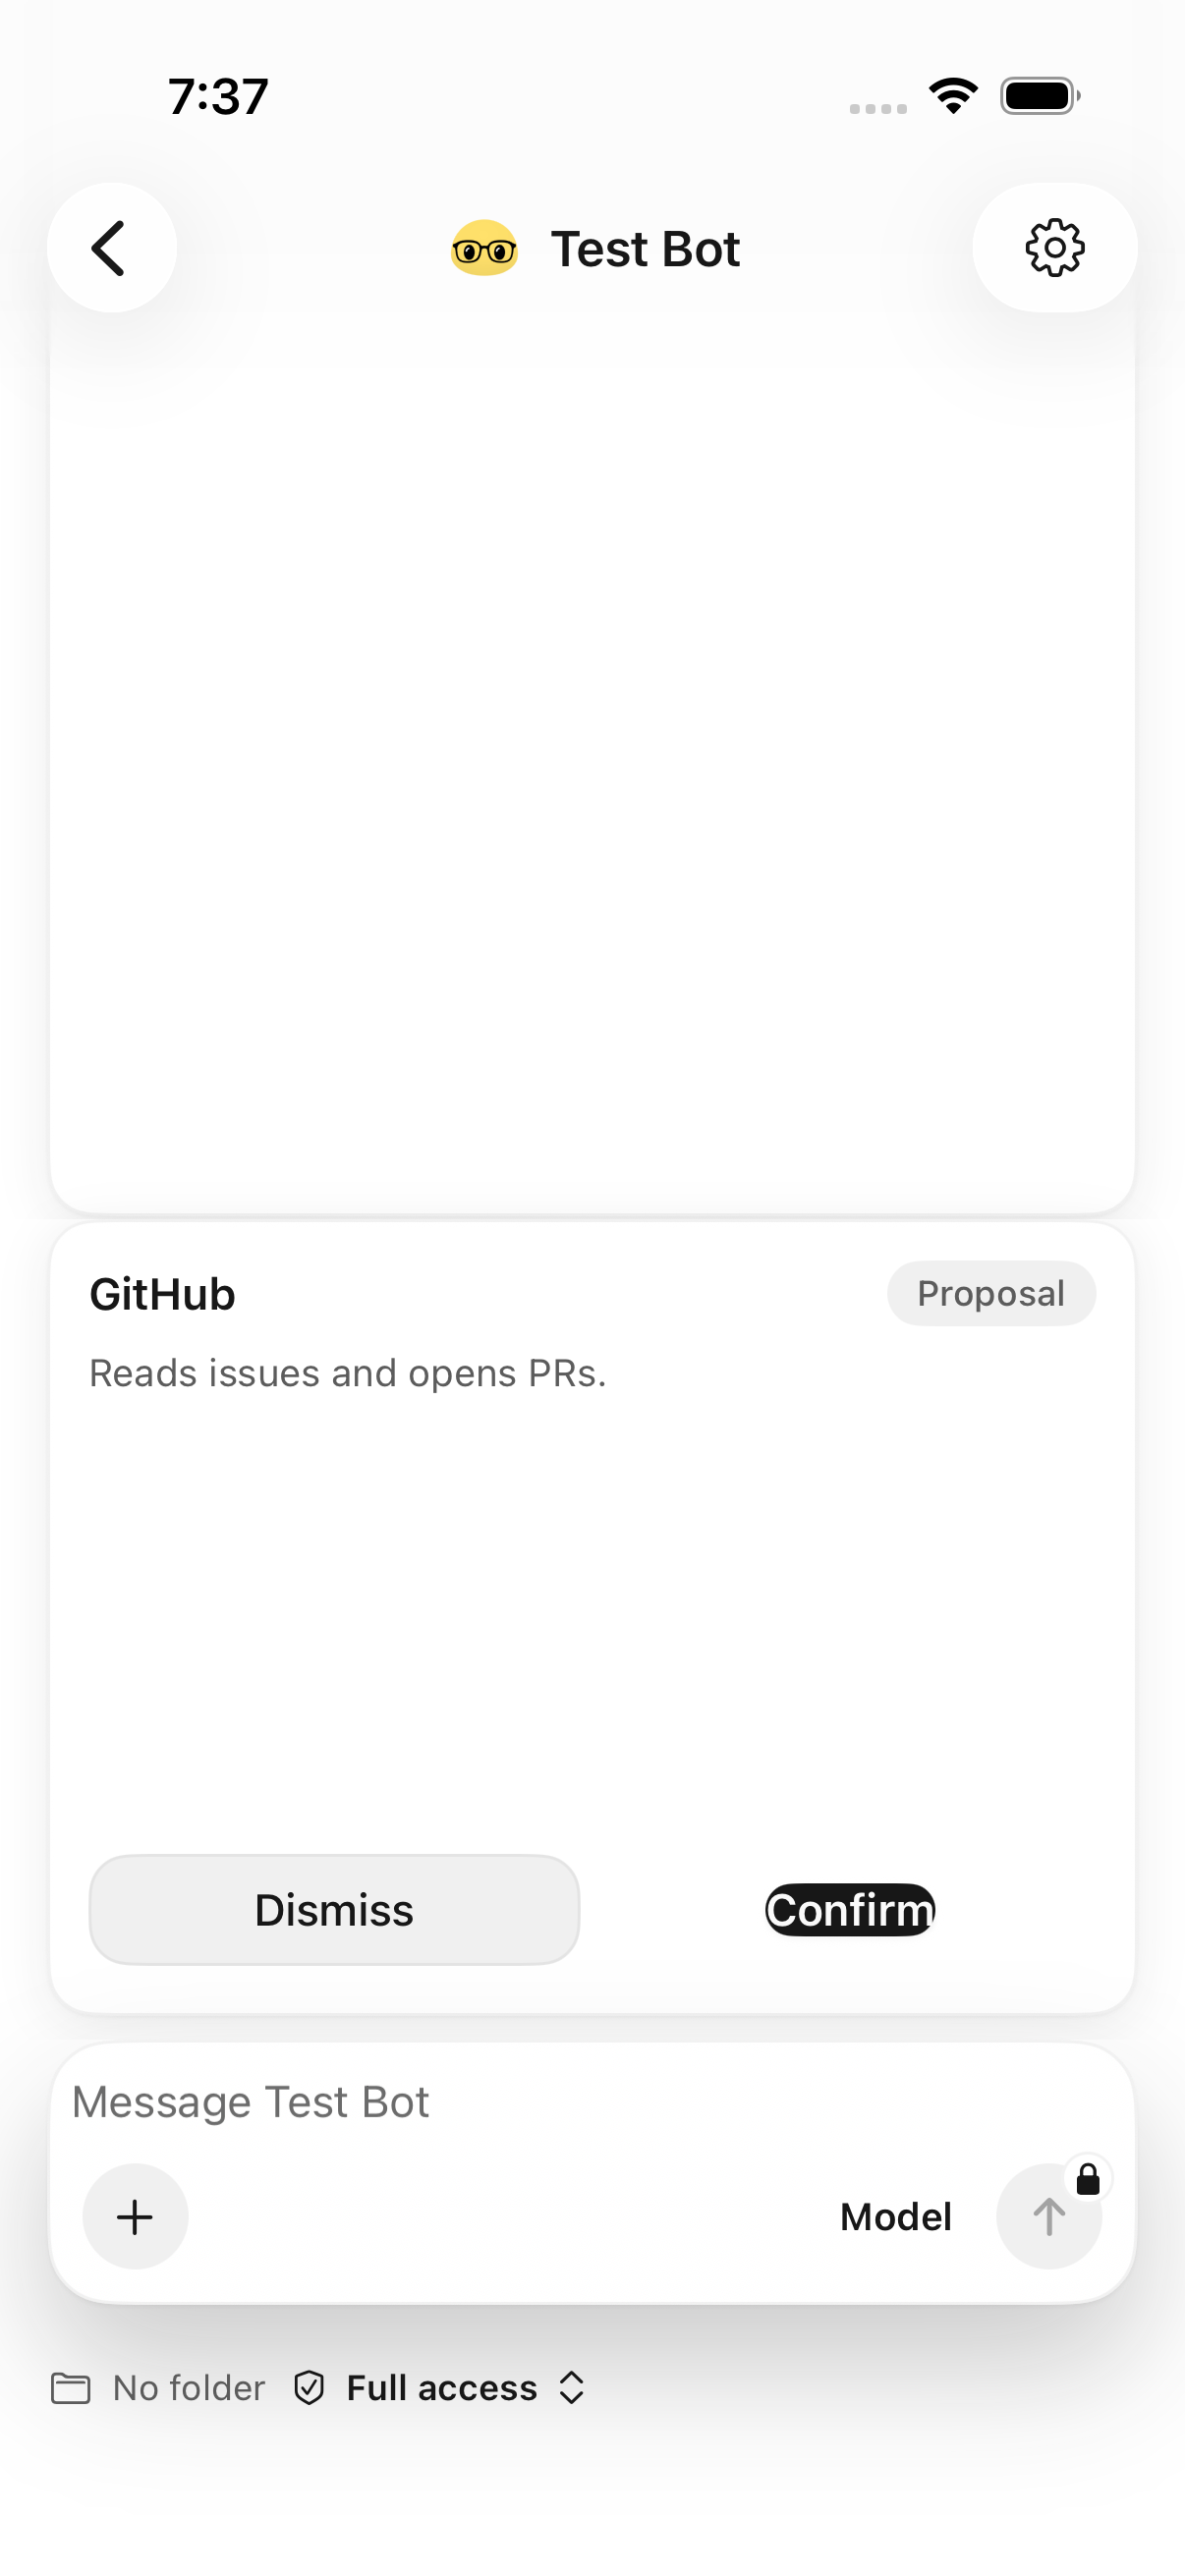 7:37
Test Bot
GitHub
Proposal
Reads issues and opens PRs.
Dismiss
Confirm
Message Test Bot
Model
No folder
Full access